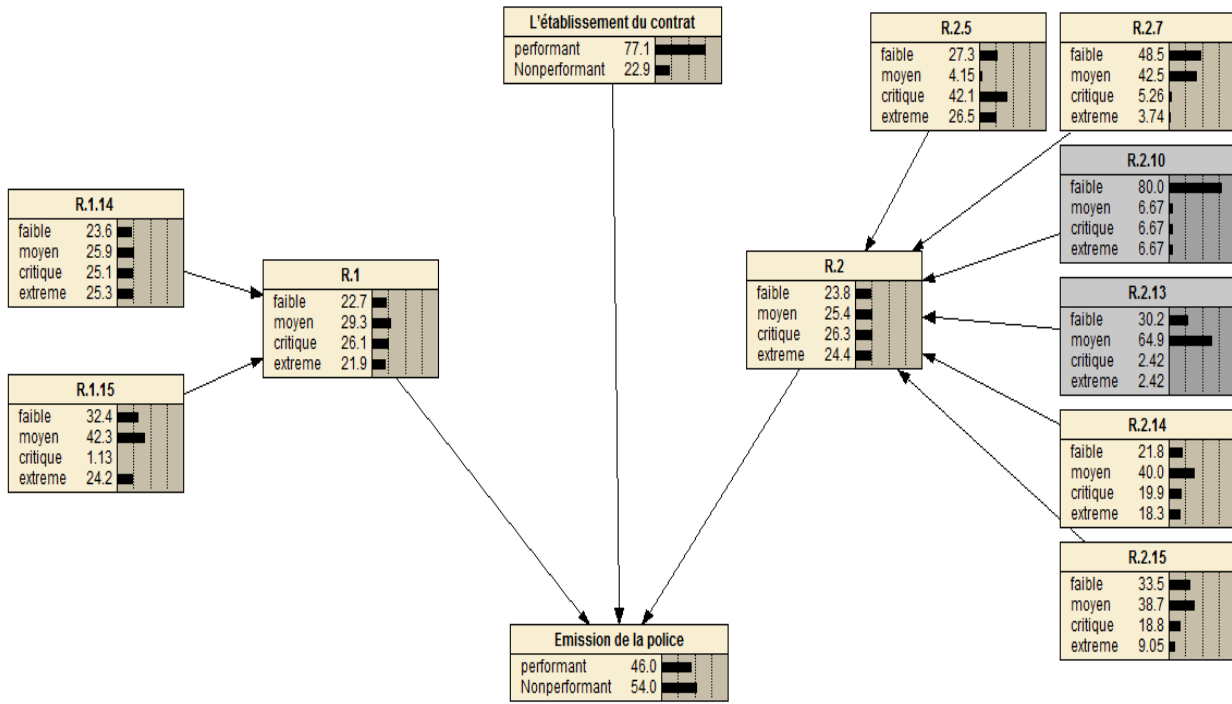 L'établissement du contrat
performant 77.1
Nonperformant 22.9
R.2.5
faible 27.3
moyen 4.15
critique 42.1
extreme 26.5
R.2.7
faible 48.5
moyen 42.5
critique 5.26
extreme 3.74
R.2.10
faible 80.0
moyen 6.67
critique 6.67
extreme 6.67
R.1.14
faible 23.6
moyen 25.9
critique 25.1
extreme 25.3
R.1
faible 22.7
moyen 29.3
critique 26.1
extreme 21.9
R.2
faible 23.8
moyen 25.4
critique 26.3
extreme 24.4
R.2.13
faible 30.2
moyen 64.9
critique 2.42
extreme 2.42
R.1.15
faible 32.4
moyen 42.3
critique 1.13
extreme 24.2
R.2.14
faible 21.8
moyen 40.0
critique 19.9
extreme 18.3
R.2.15
faible 33.5
moyen 38.7
critique 18.8
extreme 9.05
Emission de la police
performant 46.0
Nonperformant 54.0